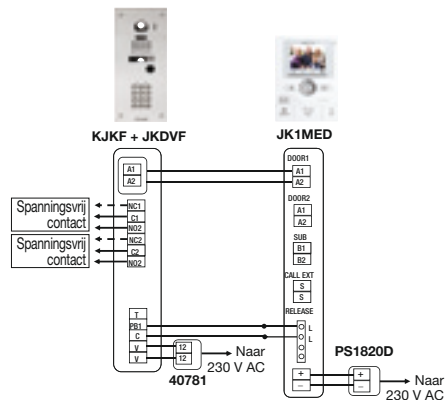 KJKF + JKDVF
JK1MED
DOOR1
A1
A2
A1
A2
DOOR2
A1
A2
Spanningsvrij
contact
NC1
C1
NO2
Spanningsvrij
contact
NC2
C2
NO2
SUB
B1
B2
CALL EXT
S
S
RELEASE
L
L
T
PB1
C
V
V
12
12
40781
Naar
230 V AC
PS1820D
+
–
+
–
Naar
230 V AC